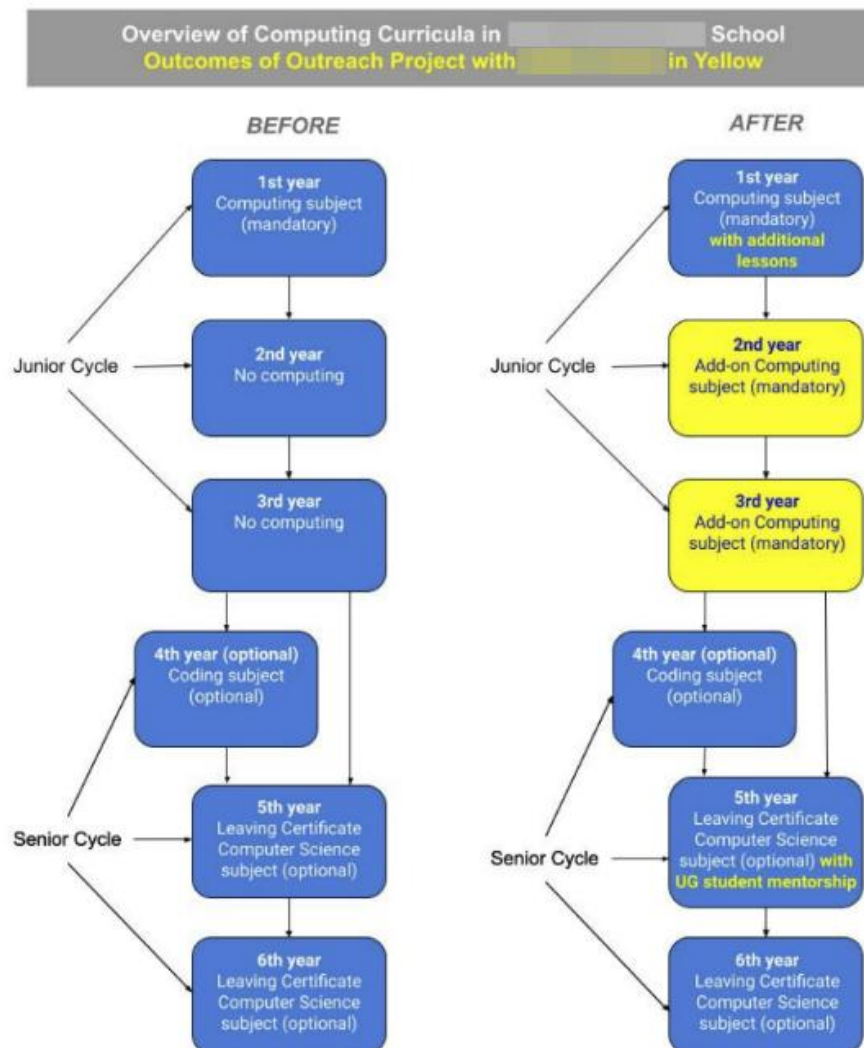 Overview of Computing Curricula in School
Outcomes of Outreach Project with in Yellow
BEFORE
1st year
Computing subject
(mandatory)
2nd year
No computing
3rd year
No computing
Junior Cycle
4th year (optional)
Coding subject
(optional)
5th year
Leaving Certificate
Computer Science
subject (optional)
6th year
Leaving Certificate
Computer Science
subject (optional)
Senior Cycle
AFTER
1st year
Computing subject
(mandatory)
with additional
lessons
2nd year
Add-on Computing
subject (mandatory)
3rd year
Add-on Computing
subject (mandatory)
Junior Cycle
4th year (optional)
Coding subject
(optional)
5th year
Leaving Certificate
Computer Science
subject (optional) with
UG student mentorship
6th year
Leaving Certificate
Computer Science
subject (optional)
Senior Cycle